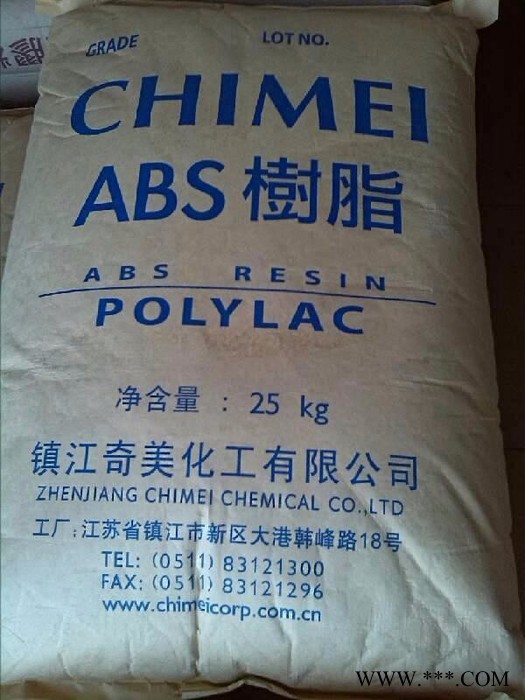 GRADE LOT NO.
CHIMEI
ABS 樹脂
ABS RESIN
POLYLAC
净含量 : 25 kg
镇江奇美化工有限公司
ZHENJIANG CHIMEI CHEMICAL CO.,LTD
工厂:江苏省镇江市新区大港韩峰路18号
TEL: (0511) 83121300
FAX: (0511) 83121296
www.chimeicorp.com.cn
www.***.COM